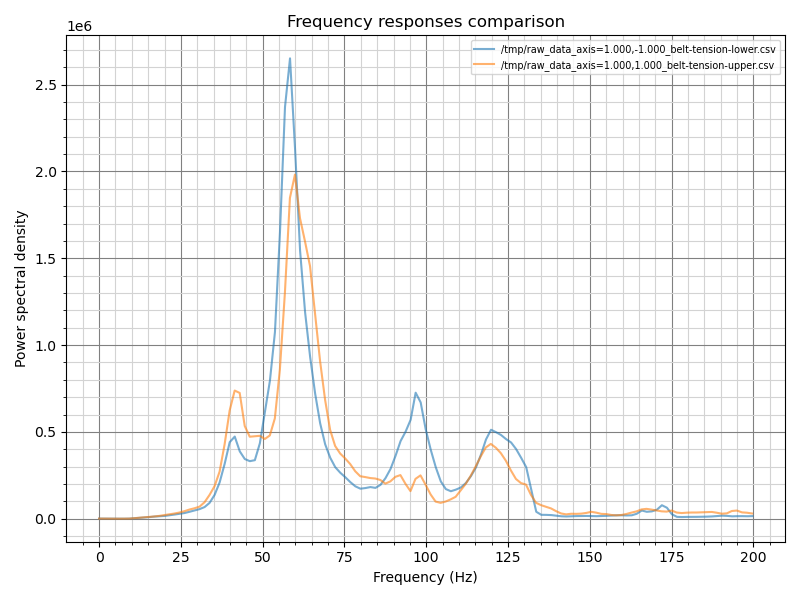 Frequency responses comparison
1e6
/tmp/raw_data_axis=1.000,-1.000_belt-tension-lower.csv
/tmp/raw_data_axis=1.000,1.000_belt-tension-upper.csv
2.5
2.0
1.5
1.0
0.5
0.0
Power spectral density
0 25 50 75 100 125 150 175 200
Frequency (Hz)